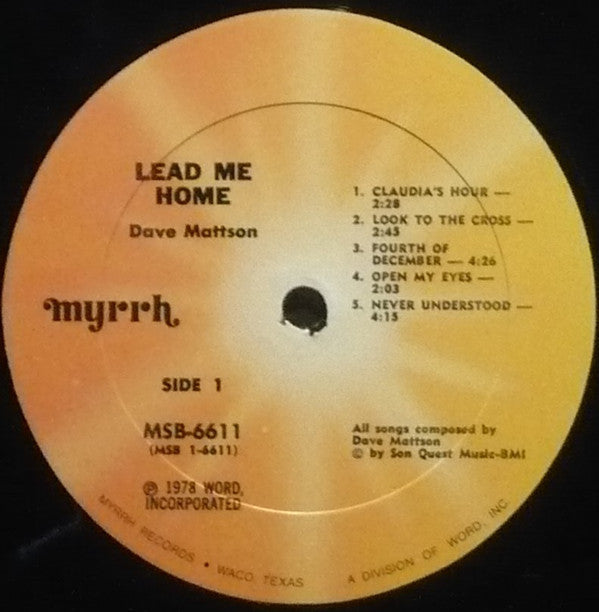 LEAD ME
HOME
Dave Mattson
myrrh.
SIDE 1
MSB-6611
(MSB 1-6611)
℗ 1978 WORD,
INCORPORATED
1. CLAUDIA'S HOUR —
2:28
2. LOOK TO THE CROSS —
2:45
3. FOURTH OF
DECEMBER — 4:26
4. OPEN MY EYES —
2:03
5. NEVER UNDERSTOOD —
4:15
All songs composed by
Dave Mattson
© by Son Quest Music-BMI
MYRRH RECORDS • WACO, TEXAS A DIVISION OF WORD, INC.